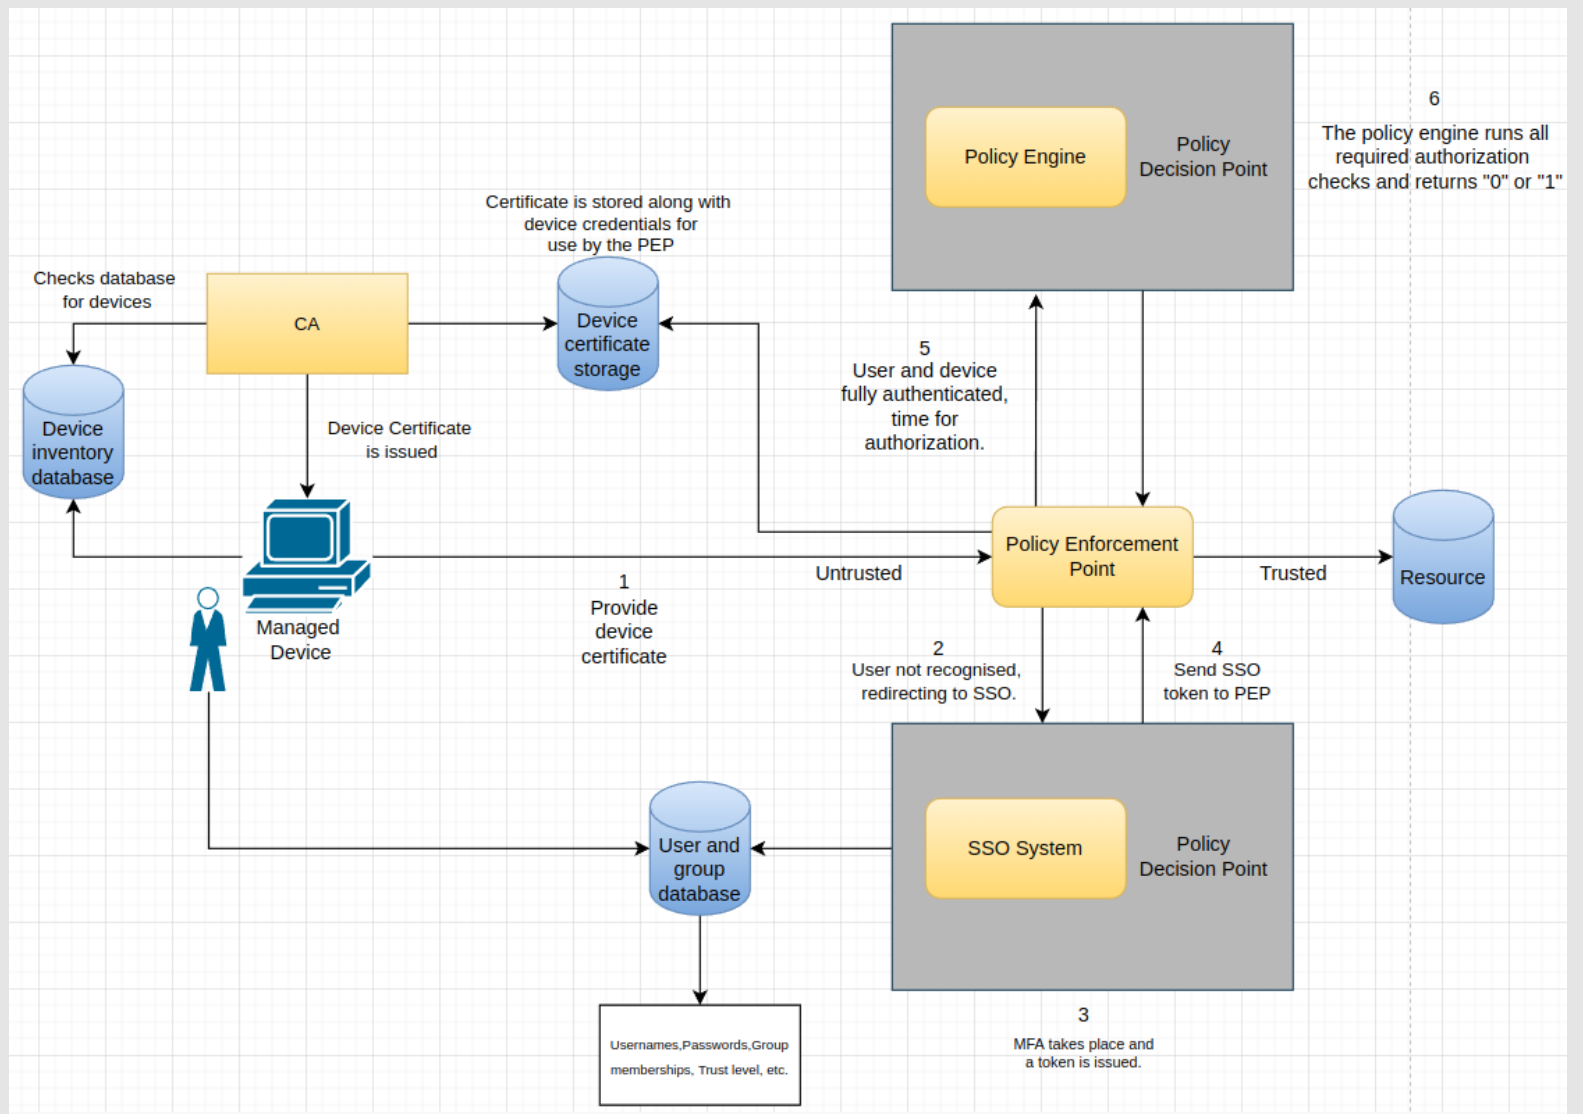 6
The policy engine runs all
required authorization
checks and returns "0" or "1"
Policy Engine
Policy
Decision Point
Certificate is stored along with
device credentials for
use by the PEP
Checks database
for devices
CA
Device
certificate
storage
5
User and device
fully authenticated,
time for
authorization.
Device
inventory
database
Device Certificate
is issued
Managed
Device
1
Provide
device
certificate
Untrusted
Policy Enforcement
Point
Trusted
Resource
2
User not recognised,
redirecting to SSO.
4
Send SSO
token to PEP
User and
group
database
SSO System
Policy
Decision Point
3
MFA takes place and
a token is issued.
Usernames,Passwords,Group
memberships, Trust level, etc.